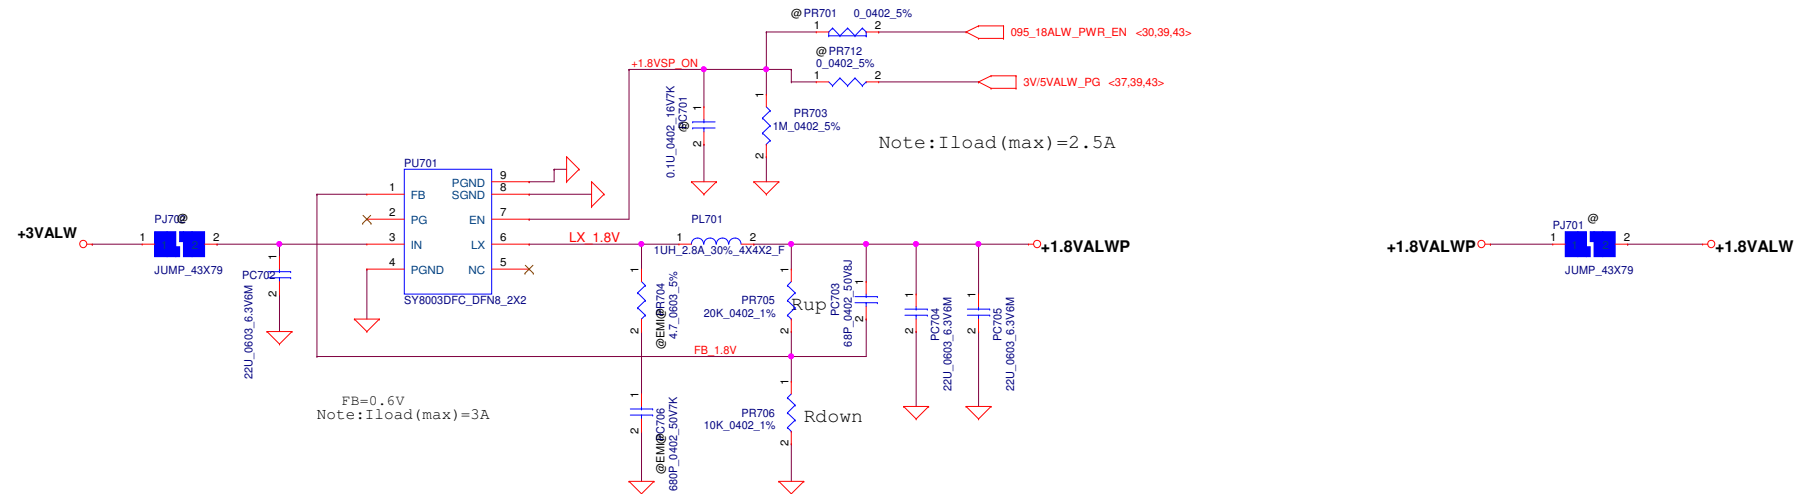 @ PR701 0_0402_5%
1 2
095_18ALW_PWR_EN <30,39,43>
@ PR712
0_0402_5%
1 2
3V/5VALW_PG <37,39,43>
+1.8VSP_ON
0.1U_0402_16V7K
@PC701
1
2
1
2
PR703
1M_0402_5%
Note:Iload(max)=2.5A
PU701
1 FB
2 PG
3 IN
4 PGND
PGND 9
SGND 8
EN 7
LX 6
NC 5
SY8003DFC_DFN8_2X2
+3VALW
PJ702
@
1 2
1 2
JUMP_43X79
PC702
1
2
22U_0603_6.3V6M
LX_1.8V
PL701
1 2
1UH_2.8A_30%_4X4X2_F
+1.8VALWP
1
2
@EMI@PR704
4.7_0603_5%
1
2
PR705
20K_0402_1%
Rup
1
2
PC703
68P_0402_50V8J
1
2
PC704
22U_0603_6.3V6M
1
2
PC705
22U_0603_6.3V6M
FB_1.8V
FB=0.6V
Note:Iload(max)=3A
1
2
@EMI@PC706
680P_0402_50V7K
1
2
PR706
10K_0402_1%
Rdown
+1.8VALWP
PJ701
@
1 2
1 2
JUMP_43X79
+1.8VALW